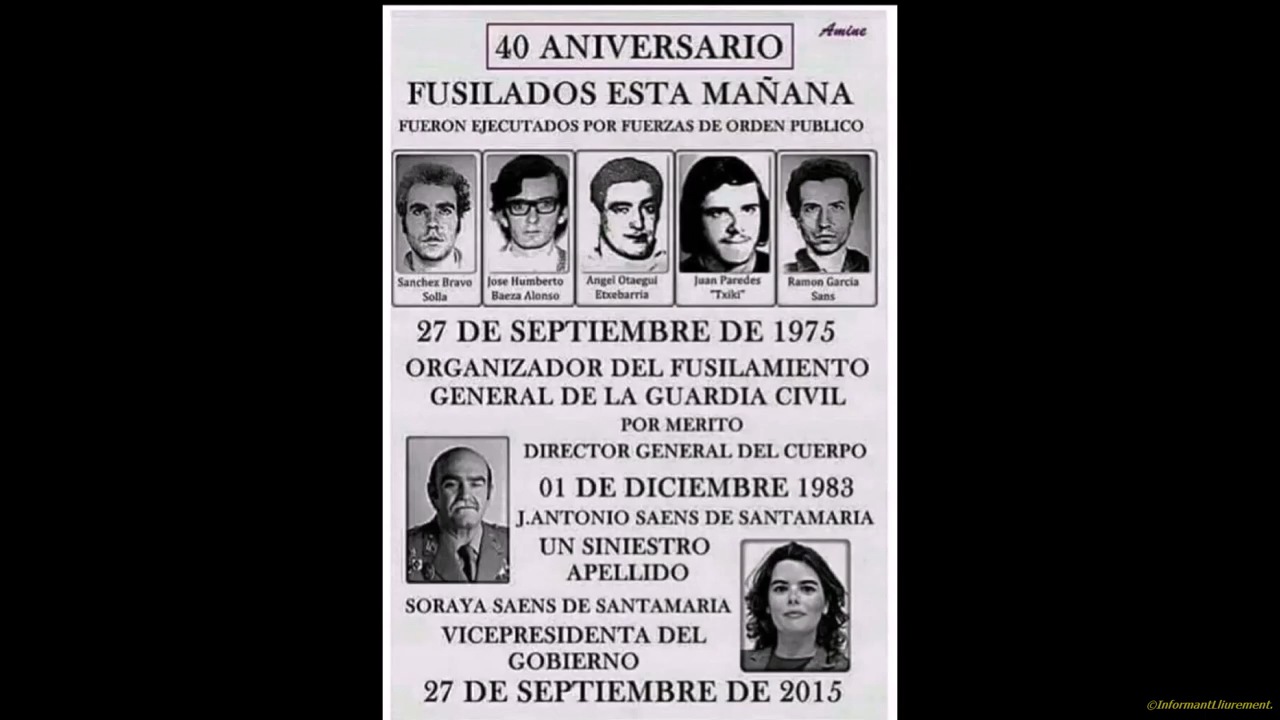 Amine
40 ANIVERSARIO
FUSILADOS ESTA MAÑANA
FUERON EJECUTADOS POR FUERZAS DE ORDEN PUBLICO
Sanchez Bravo
Solla
Jose Humberto
Baeza Alonso
Angel Otaegui
Etxebarria
Juan Paredes
"Txiki"
Ramon Garcia
Sans
27 DE SEPTIEMBRE DE 1975
ORGANIZADOR DEL FUSILAMIENTO
GENERAL DE LA GUARDIA CIVIL
POR MERITO
DIRECTOR GENERAL DEL CUERPO
01 DE DICIEMBRE 1983
J.ANTONIO SAENS DE SANTAMARIA
UN SINIESTRO
APELLIDO
SORAYA SAENS DE SANTAMARIA
VICEPRESIDENTA DEL
GOBIERNO
27 DE SEPTIEMBRE DE 2015
©InformantLliurement.